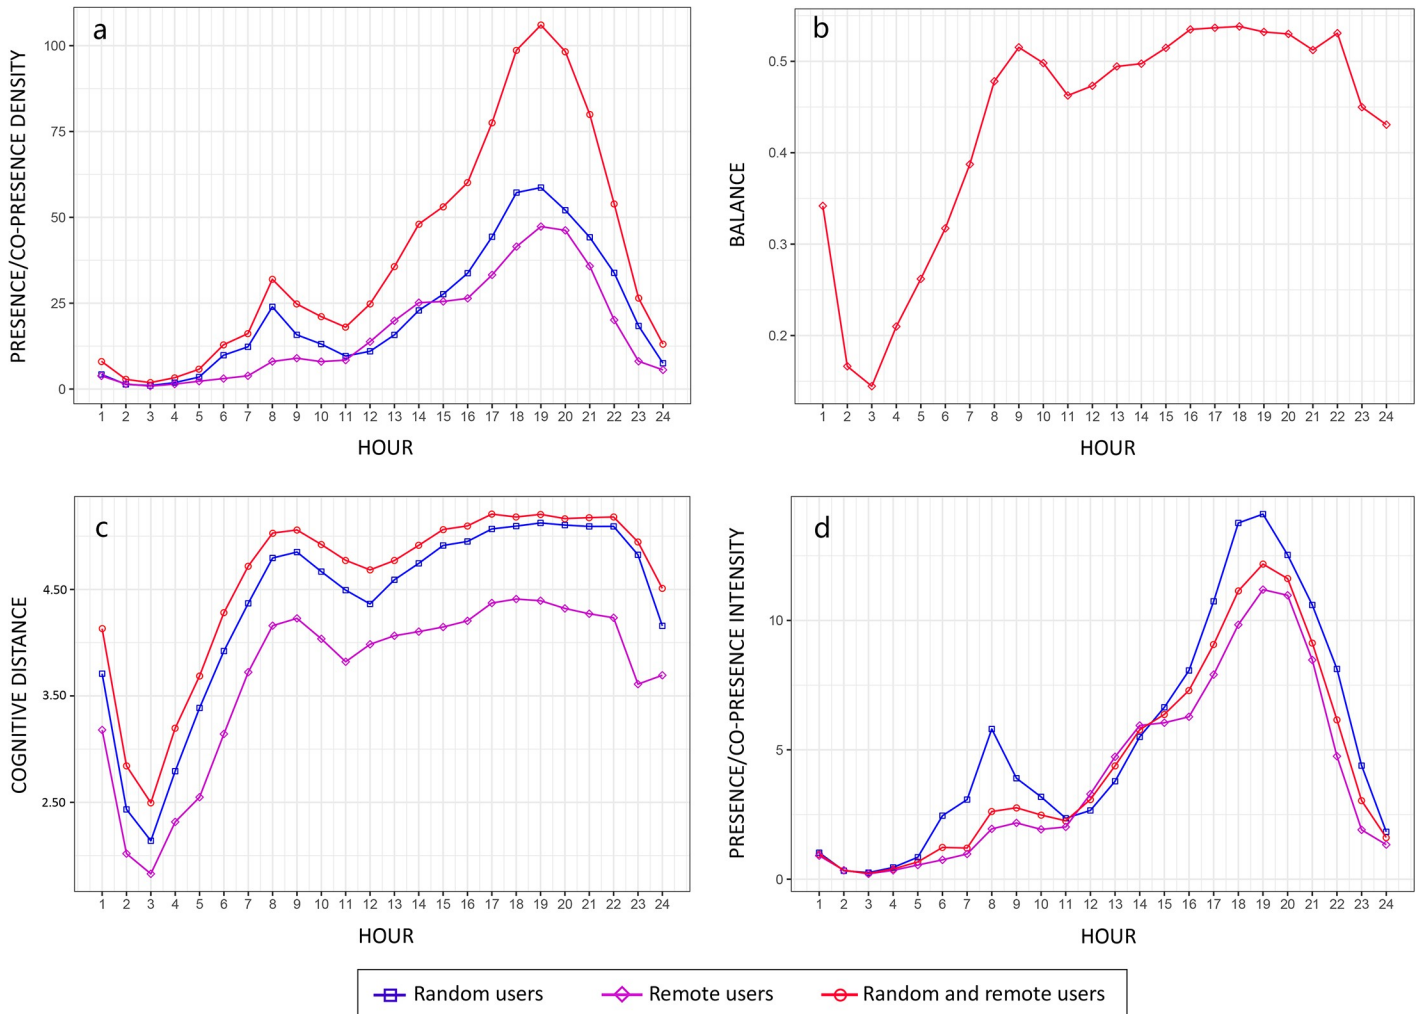 a
PRESENCE/CO-PRESENCE DENSITY
100
75
50
25
0
1 2 3 4 5 6 7 8 9 10 11 12 13 14 15 16 17 18 19 20 21 22 23 24
HOUR
b
BALANCE
0.5
0.4
0.3
0.2
1 2 3 4 5 6 7 8 9 10 11 12 13 14 15 16 17 18 19 20 21 22 23 24
HOUR
c
COGNITIVE DISTANCE
4.50
3.50
2.50
1 2 3 4 5 6 7 8 9 10 11 12 13 14 15 16 17 18 19 20 21 22 23 24
HOUR
d
PRESENCE/CO-PRESENCE INTENSITY
10
5
0
1 2 3 4 5 6 7 8 9 10 11 12 13 14 15 16 17 18 19 20 21 22 23 24
HOUR
Random users Remote users Random and remote users